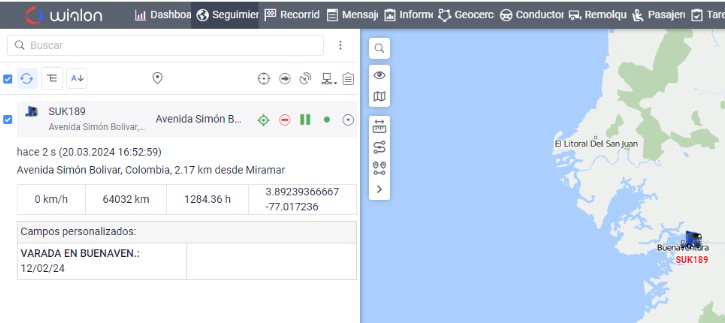 wialon Dashboa Seguimier Recorrid Mensaj Informe Geocerc Conductor Remolqu Pasajer Tare
Buscar
SUK189
Avenida Simón Bolivar,...
Avenida Simón B...
hace 2 s (20.03.2024 16:52:59)
Avenida Simón Bolivar, Colombia, 2.17 km desde Miramar
0 km/h 64032 km 1284.36 h 3.89239366667
-77.017236
Campos personalizados:
VARADA EN BUENAVEN.:
12/02/24
El Litoral Del San Juan
Buenaventura
SUK189